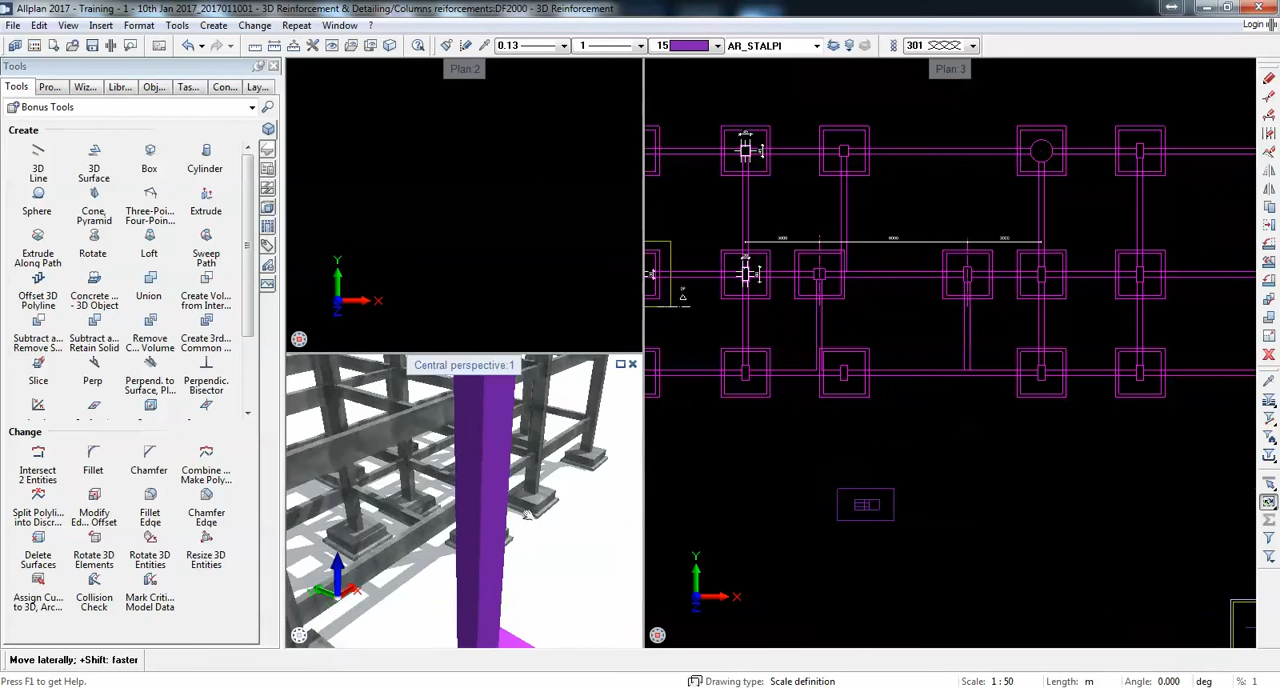 Allplan 2017 - Training - 1 - 10th Jan 2017_2017011001 - 3D Reinforcement & Detailing/Columns reiforcements:DF2000 - 3D Reinforcement
File Edit View Insert Format Tools Create Change Repeat Window ?
Login
0.13 1 15 AR_STALPI 301
Tools
Tools Pro... Wiz... Libr... Obj... Tas... Con... Lay...
Bonus Tools
Create
3D Line
3D Surface
Box
Cylinder
Sphere
Cone, Pyramid
Three-Poi... Four-Poin...
Extrude
Extrude Along Path
Rotate
Loft
Sweep Path
Offset 3D Polyline
Concrete ... - 3D Object
Union
Create Vol... from Inter...
Subtract a... Remove S...
Subtract a... Retain Solid
Remove C... Volume
Create 3rd... Common ...
Slice
Perp
Perpend. to Surface, Pl...
Perpendic. Bisector
Change
Intersect 2 Entities
Fillet
Chamfer
Combine ... Make Poly...
Split Polyli... into Discr...
Modify Ed... Offset
Fillet Edge
Chamfer Edge
Delete Surfaces
Rotate 3D Elements
Rotate 3D Entities
Resize 3D Entities
Assign Cu... to 3D, Arc...
Collision Check
Mark Criti... Model Data
Plan:2
Y
X
Z
Central perspective:1
Plan:3
3000 6000 3000
Y
X
Z
Move laterally; +Shift: faster
Press F1 to get Help.
Drawing type: Scale definition
Scale: 1 : 50
Length: m
Angle: 0.000
deg
%: 1